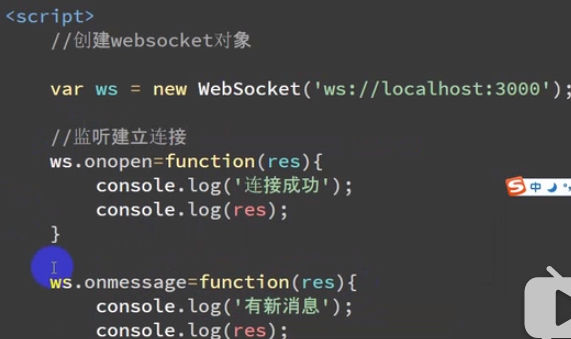 <script>
//创建websocket对象
var ws = new WebSocket('ws://localhost:3000');
//监听建立连接
ws.onopen=function(res){
console.log('连接成功');
console.log(res);
}
ws.onmessage=function(res){
console.log('有新消息');
console.log(res);
中